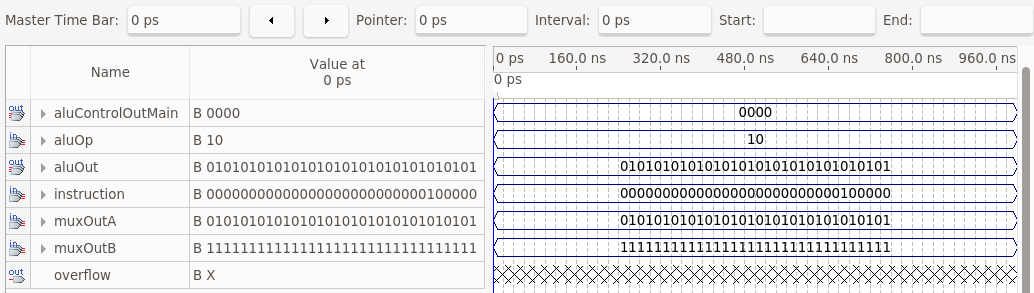 Master Time Bar: 0 ps Pointer: 0 ps Interval: 0 ps Start: End:
Name Value at 0 ps 0 ps 160.0 ns 320.0 ns 480.0 ns 640.0 ns 800.0 ns 960.0 ns
0 ps
out aluControlOutMain B 0000 0000
in aluOp B 10 10
out aluOut B 01010101010101010101010101010101 01010101010101010101010101010101
in instruction B 00000000000000000000000000100000 00000000000000000000000000100000
in muxOutA B 01010101010101010101010101010101 01010101010101010101010101010101
in muxOutB B 11111111111111111111111111111111 11111111111111111111111111111111
out overflow B X